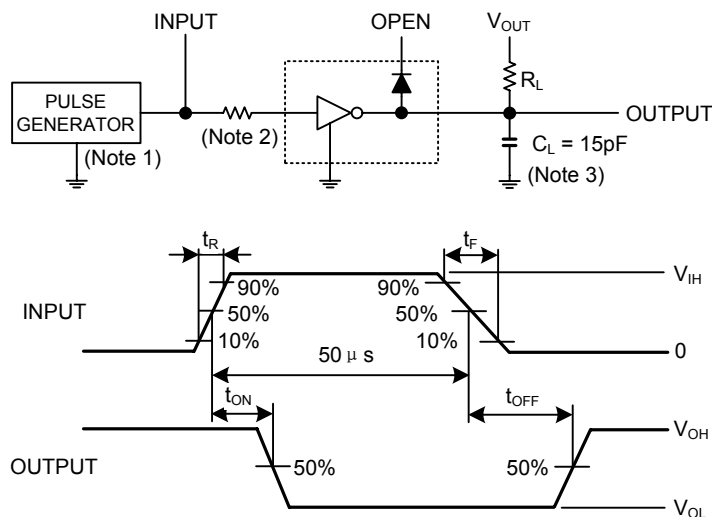 INPUT
OPEN
VOUT
PULSE
GENERATOR
(Note 1)
(Note 2)
RL
OUTPUT
CL = 15pF
(Note 3)
tR
tF
VIH
90%
90%
INPUT
50%
50%
10%
10%
0
50 μ s
tON
tOFF
VOH
OUTPUT
50%
50%
VOL